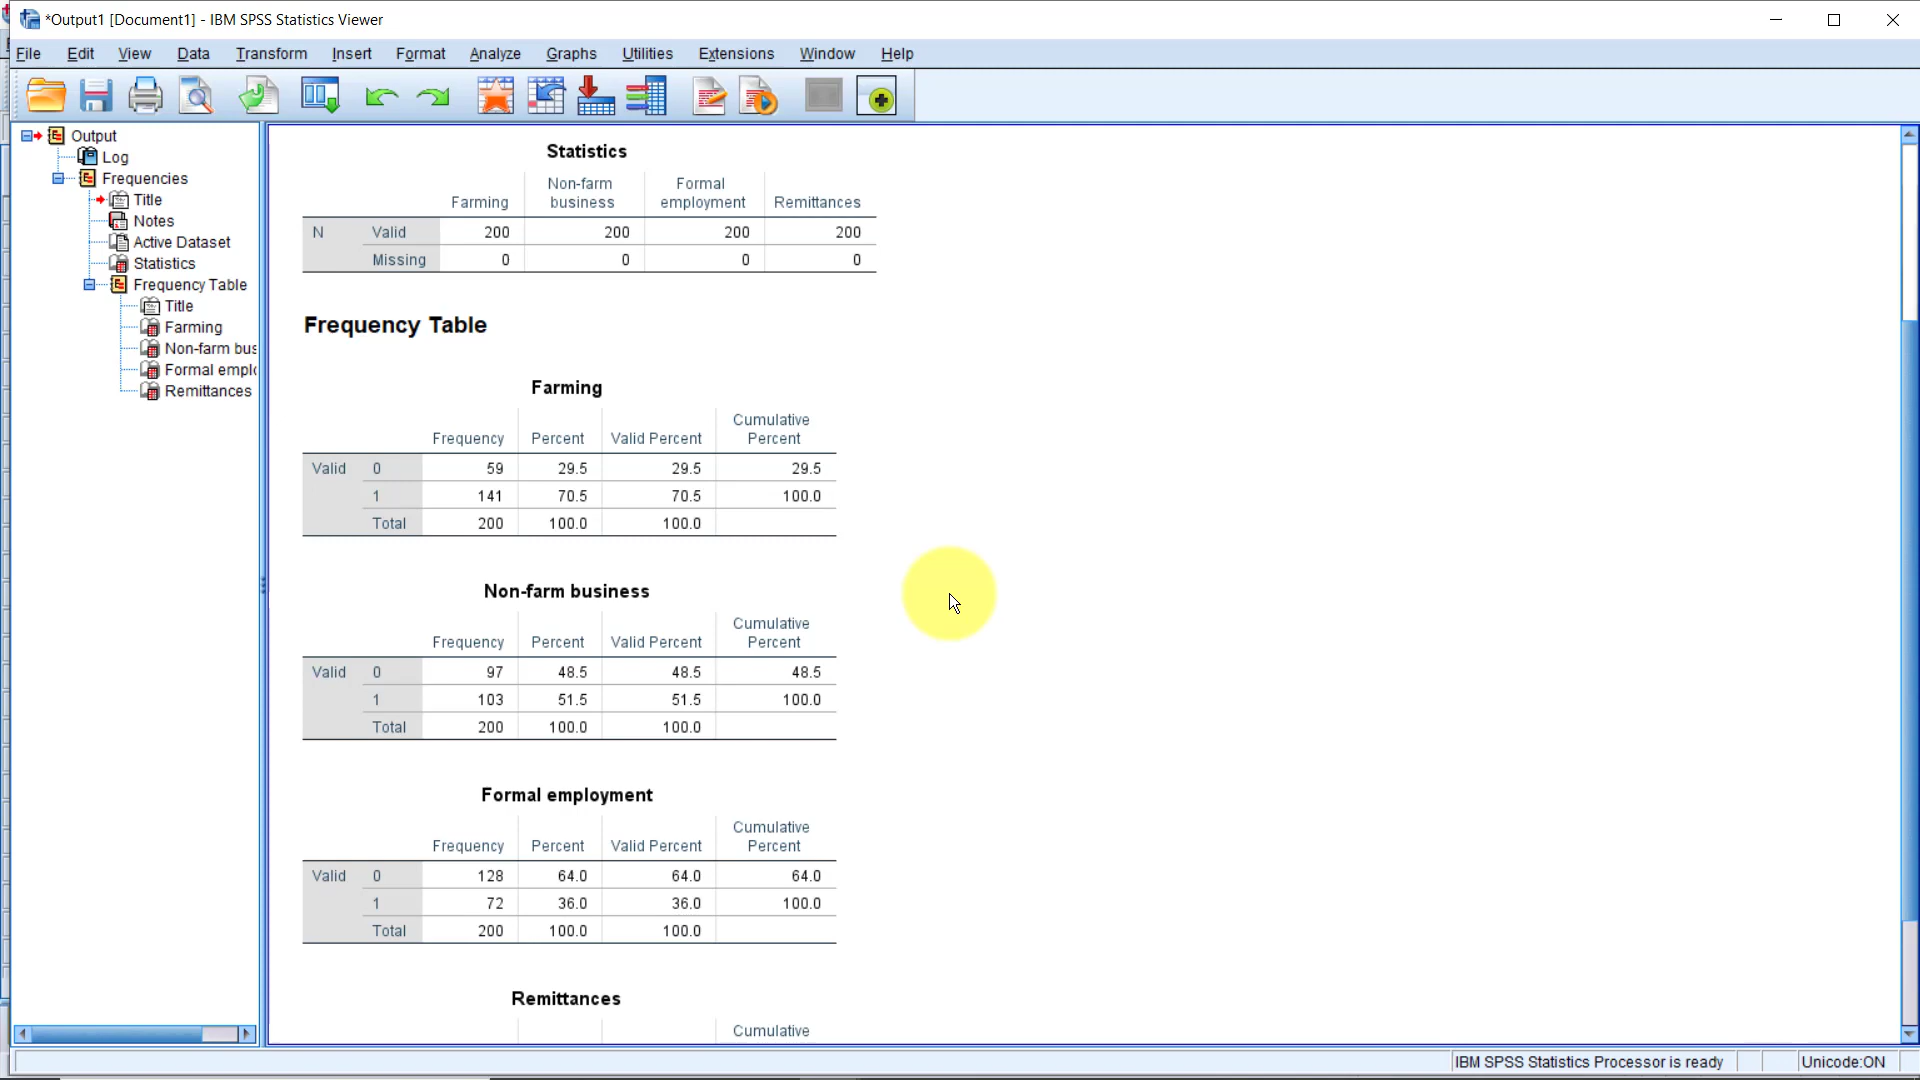 *Output1 [Document1] - IBM SPSS Statistics Viewer
File Edit View Data Transform Insert Format Analyze Graphs Utilities Extensions Window Help
Output
Log
Frequencies
Title
Notes
Active Dataset
Statistics
Frequency Table
Title
Farming
Non-farm bus
Formal emplo
Remittances
Statistics
Farming Non-farm business Formal employment Remittances
N Valid 200 200 200 200
Missing 0 0 0 0
Frequency Table
Farming
Frequency Percent Valid Percent Cumulative Percent
Valid 0 59 29.5 29.5 29.5
1 141 70.5 70.5 100.0
Total 200 100.0 100.0
Non-farm business
Frequency Percent Valid Percent Cumulative Percent
Valid 0 97 48.5 48.5 48.5
1 103 51.5 51.5 100.0
Total 200 100.0 100.0
Formal employment
Frequency Percent Valid Percent Cumulative Percent
Valid 0 128 64.0 64.0 64.0
1 72 36.0 36.0 100.0
Total 200 100.0 100.0
Remittances
Cumulative
IBM SPSS Statistics Processor is ready Unicode:ON